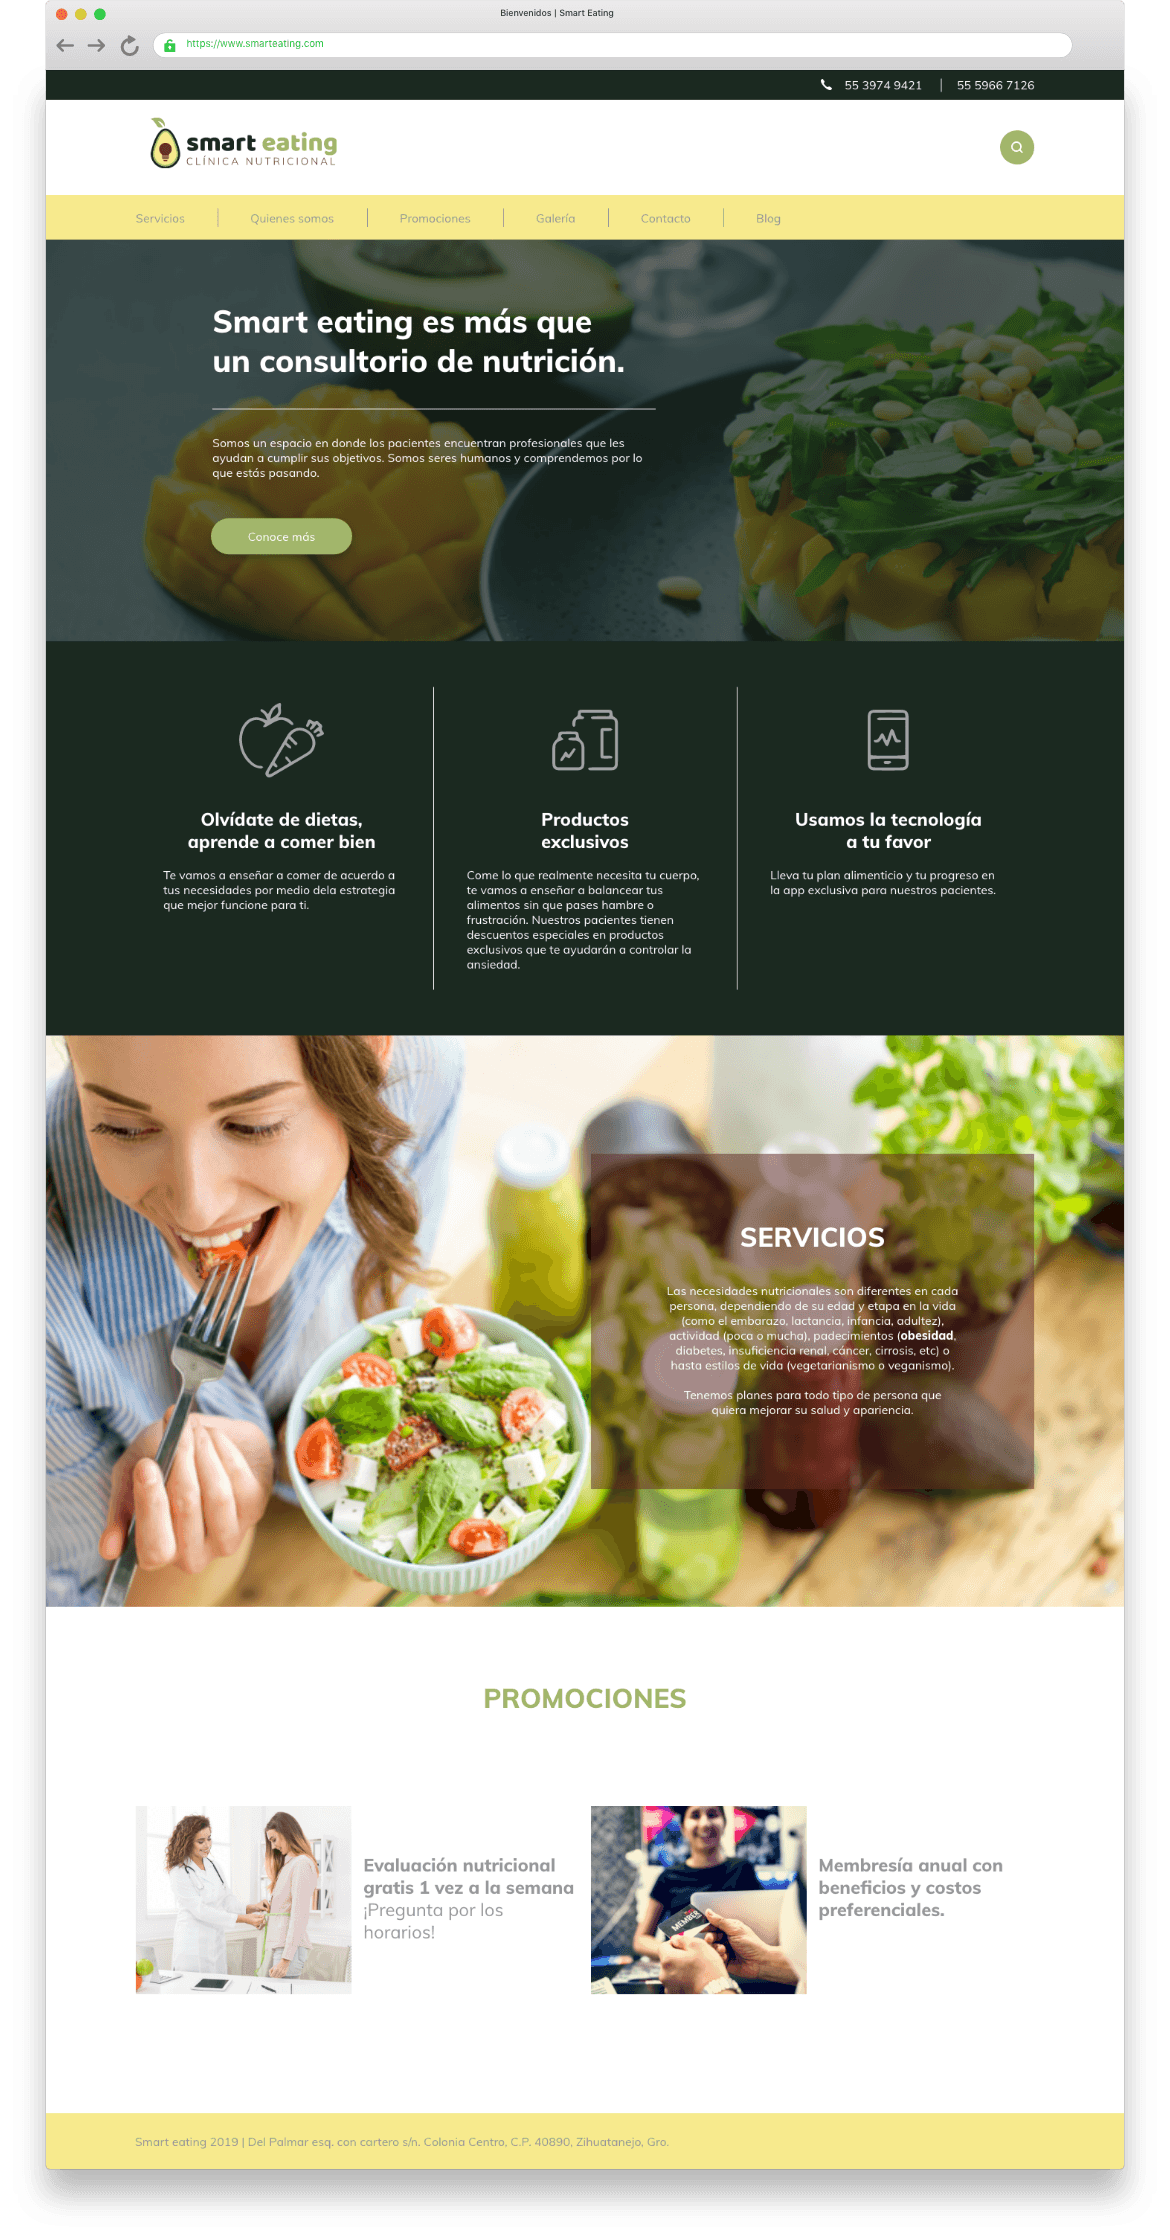 Bienvenidos | Smart Eating
https://www.smarteating.com
55 3974 9421 | 55 5966 7126
smart eating
CLÍNICA NUTRICIONAL
Servicios | Quienes somos | Promociones | Galería | Contacto | Blog
Smart eating es más que
un consultorio de nutrición.
Somos un espacio en donde los pacientes encuentran profesionales que les
ayudan a cumplir sus objetivos. Somos seres humanos y comprendemos por lo
que estás pasando.
Conoce más
Olvídate de dietas,
aprende a comer bien
Te vamos a enseñar a comer de acuerdo a
tus necesidades por medio dela estrategia
que mejor funcione para ti.
Productos
exclusivos
Come lo que realmente necesita tu cuerpo,
te vamos a enseñar a balancear tus
alimentos sin que pases hambre o
frustración. Nuestros pacientes tienen
descuentos especiales en productos
exclusivos que te ayudarán a controlar la
ansiedad.
Usamos la tecnología
a tu favor
Lleva tu plan alimenticio y tu progreso en
la app exclusiva para nuestros pacientes.
SERVICIOS
Las necesidades nutricionales son diferentes en cada
persona, dependiendo de su edad y etapa en la vida
(como el embarazo, lactancia, infancia, adultez),
actividad (poca o mucha), padecimientos (obesidad,
diabetes, insuficiencia renal, cáncer, cirrosis, etc) o
hasta estilos de vida (vegetarianismo o veganismo).
Tenemos planes para todo tipo de persona que
quiera mejorar su salud y apariencia.
PROMOCIONES
Evaluación nutricional
gratis 1 vez a la semana
¡Pregunta por los
horarios!
MEMBER
Membresía anual con
beneficios y costos
preferenciales.
Smart eating 2019 | Del Palmar esq. con cartero s/n. Colonia Centro, C.P. 40890, Zihuatanejo, Gro.